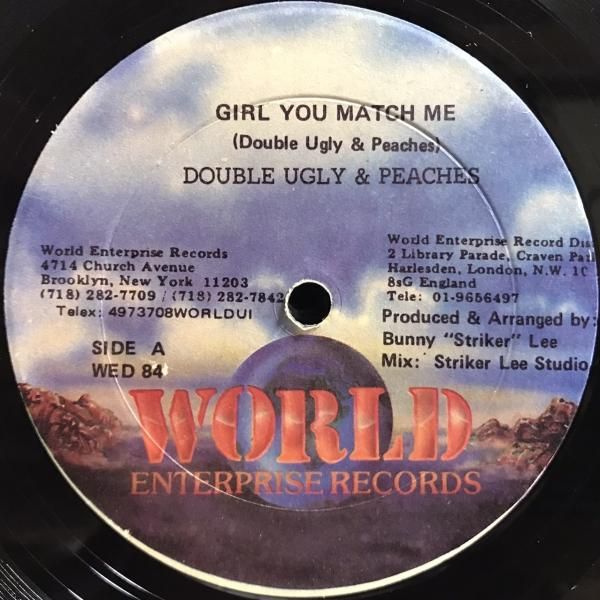 GIRL YOU MATCH ME
(Double Ugly & Peaches)
DOUBLE UGLY & PEACHES
World Enterprise Records
4714 Church Avenue
Brooklyn, New York 11203
(718) 282-7709 / (718) 282-7842
Telex: 4973708WORLDUI
SIDE A
WED 84
World Enterprise Record
2 Library Parade, Craven
Harlesden, London, N.W. 1C
8sG England
Tele: 01-9656497
Produced & Arranged by:
Bunny "Striker" Lee
Mix: Striker Lee Studio
WORLD
ENTERPRISE RECORDS